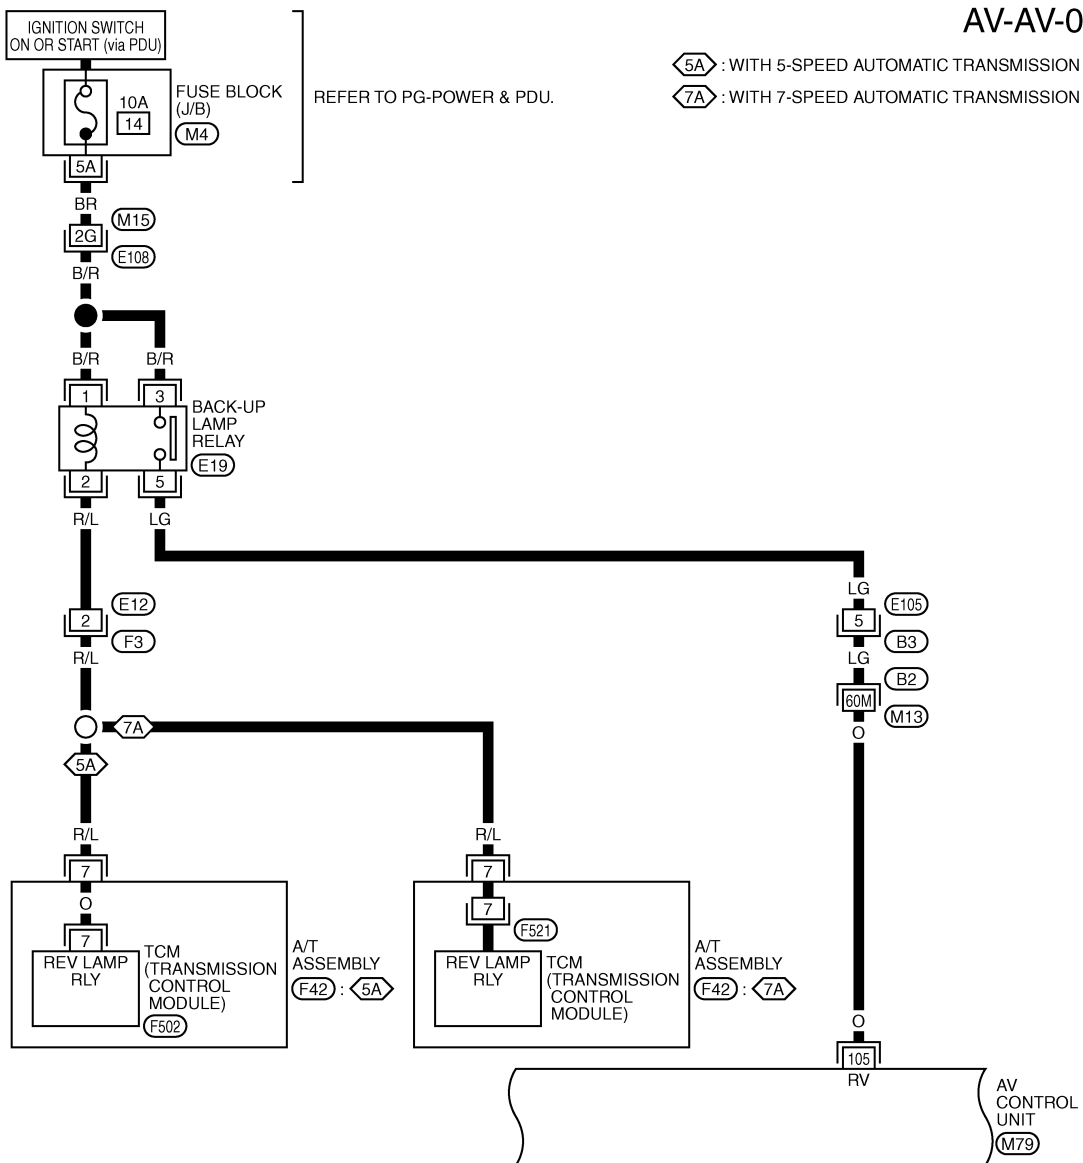 AV-AV-0
IGNITION SWITCH
ON OR START (via PDU)
5A : WITH 5-SPEED AUTOMATIC TRANSMISSION
7A : WITH 7-SPEED AUTOMATIC TRANSMISSION
10A
14
FUSE BLOCK
(J/B)
M4
REFER TO PG-POWER & PDU.
5A
BR
M15
2G
E108
B/R
B/R
B/R
1
3
BACK-UP
LAMP
RELAY
E19
2
5
R/L
LG
LG
E12
2
F3
R/L
E105
5
B3
LG
B2
60M
M13
O
7A
5A
R/L
R/L
7
7
O
7
7
F521
REV LAMP
RLY
TCM
(TRANSMISSION
CONTROL
MODULE)
F502
A/T
ASSEMBLY
F42 : 5A
REV LAMP
RLY
TCM
(TRANSMISSION
CONTROL
MODULE)
A/T
ASSEMBLY
F42 : 7A
O
105
RV
AV
CONTROL
UNIT
M79